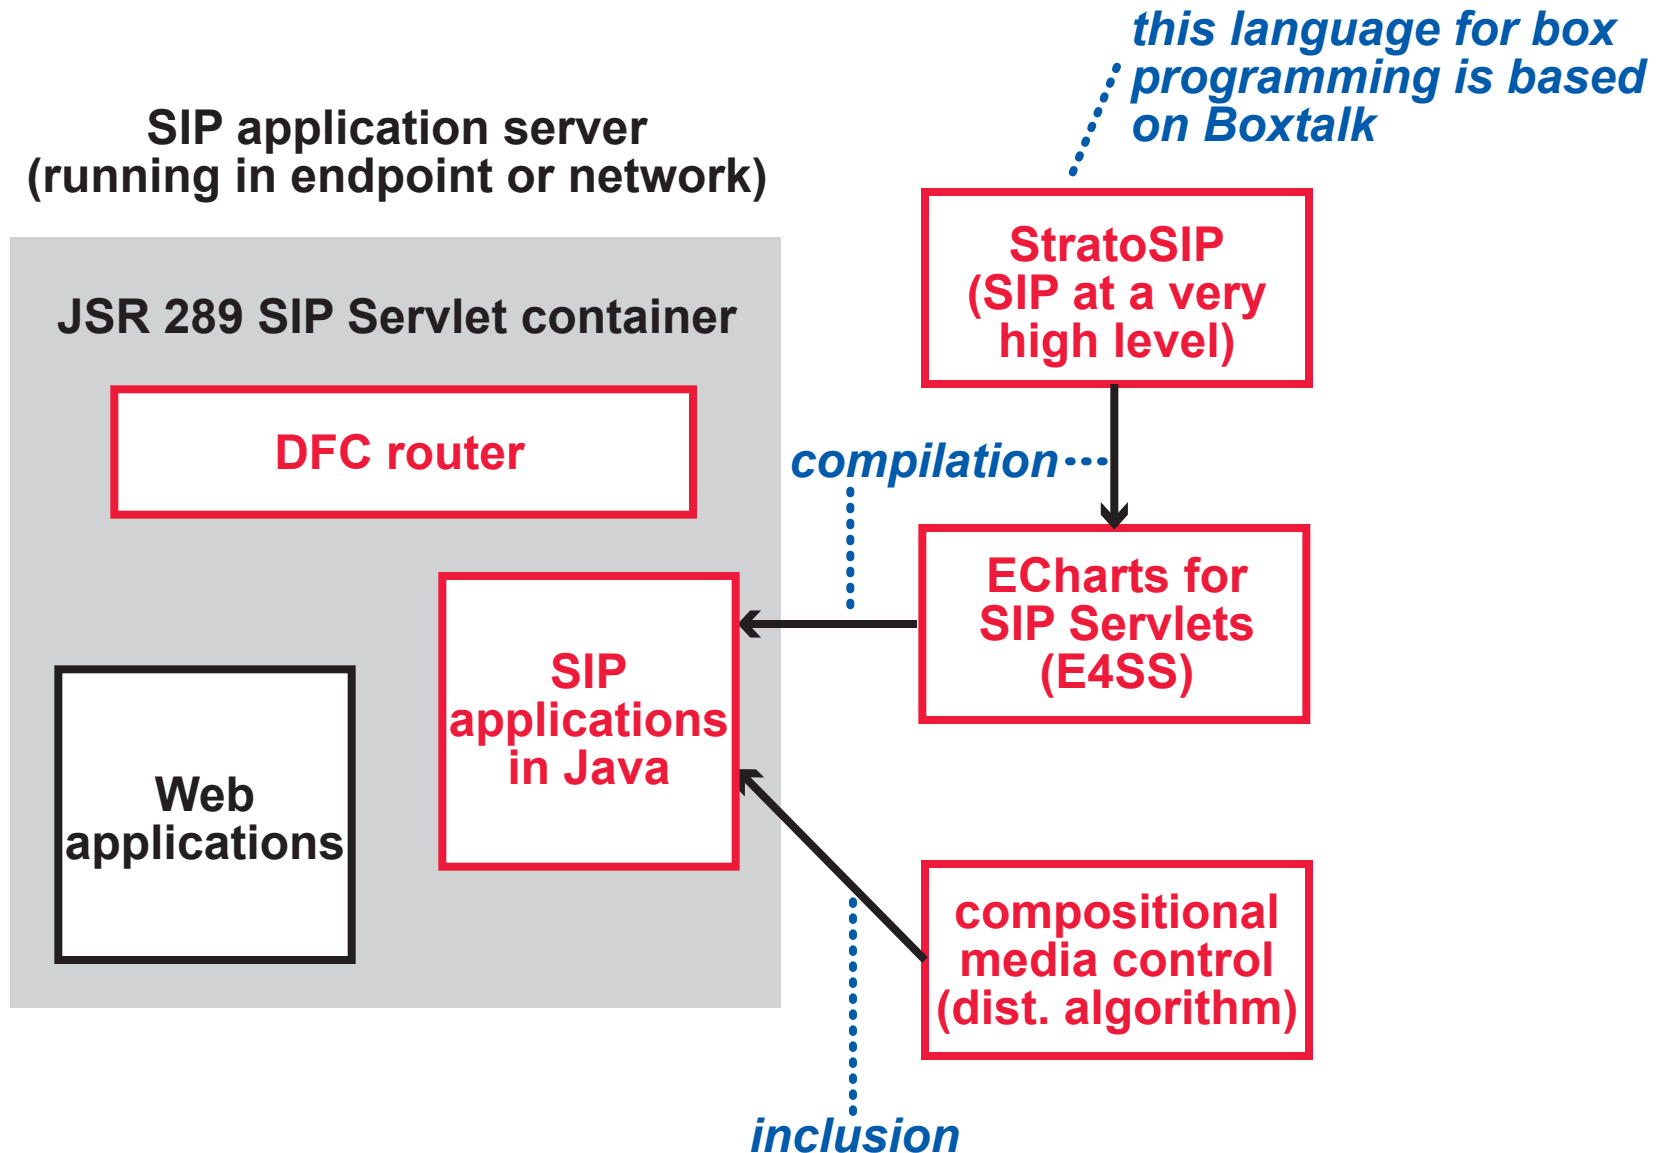 this language for box
programming is based
on Boxtalk
SIP application server
(running in endpoint or network)
StratoSIP
(SIP at a very
high level)
JSR 289 SIP Servlet container
DFC router
compilation
ECharts for
SIP Servlets
(E4SS)
SIP
applications
in Java
Web
applications
compositional
media control
(dist. algorithm)
inclusion